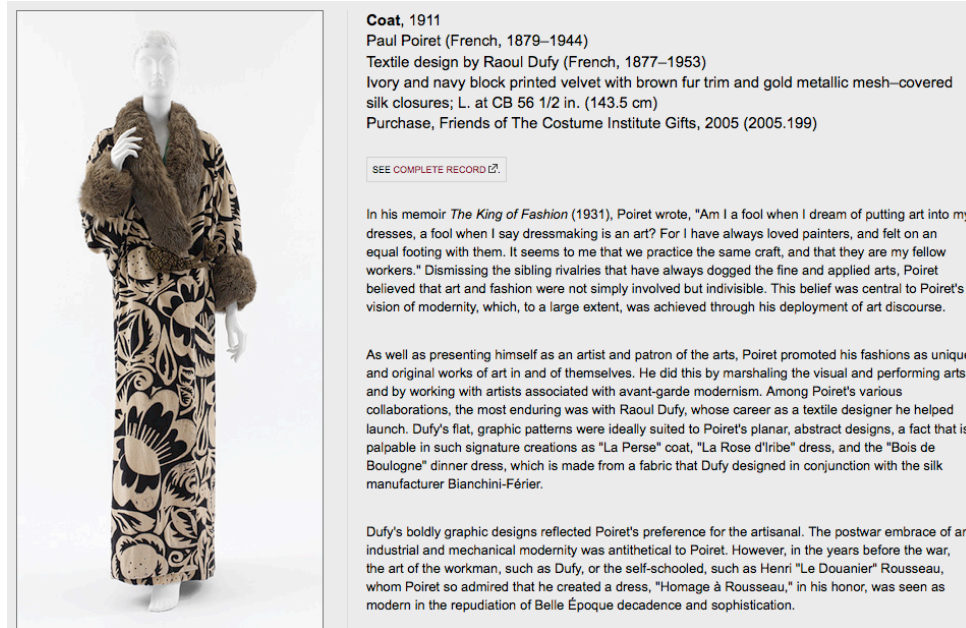 Coat, 1911
Paul Poiret (French, 1879–1944)
Textile design by Raoul Dufy (French, 1877–1953)
Ivory and navy block printed velvet with brown fur trim and gold metallic mesh–covered
silk closures; L. at CB 56 1/2 in. (143.5 cm)
Purchase, Friends of The Costume Institute Gifts, 2005 (2005.199)
SEE COMPLETE RECORD.
In his memoir The King of Fashion (1931), Poiret wrote, "Am I a fool when I dream of putting art into my
dresses, a fool when I say dressmaking is an art? For I have always loved painters, and felt on an
equal footing with them. It seems to me that we practice the same craft, and that they are my fellow
workers." Dismissing the sibling rivalries that have always dogged the fine and applied arts, Poiret
believed that art and fashion were not simply involved but indivisible. This belief was central to Poiret's
vision of modernity, which, to a large extent, was achieved through his deployment of art discourse.
As well as presenting himself as an artist and patron of the arts, Poiret promoted his fashions as unique
and original works of art in and of themselves. He did this by marshaling the visual and performing arts
and by working with artists associated with avant-garde modernism. Among Poiret's various
collaborations, the most enduring was with Raoul Dufy, whose career as a textile designer he helped
launch. Dufy's flat, graphic patterns were ideally suited to Poiret's planar, abstract designs, a fact that is
palpable in such signature creations as "La Perse" coat, "La Rose d'Iribe" dress, and the "Bois de
Boulogne" dinner dress, which is made from a fabric that Dufy designed in conjunction with the silk
manufacturer Bianchini-Férier.
Dufy's boldly graphic designs reflected Poiret's preference for the artisanal. The postwar embrace of an
industrial and mechanical modernity was antithetical to Poiret. However, in the years before the war,
the art of the workman, such as Dufy, or the self-schooled, such as Henri "Le Douanier" Rousseau,
whom Poiret so admired that he created a dress, "Homage à Rousseau," in his honor, was seen as
modern in the repudiation of Belle Époque decadence and sophistication.